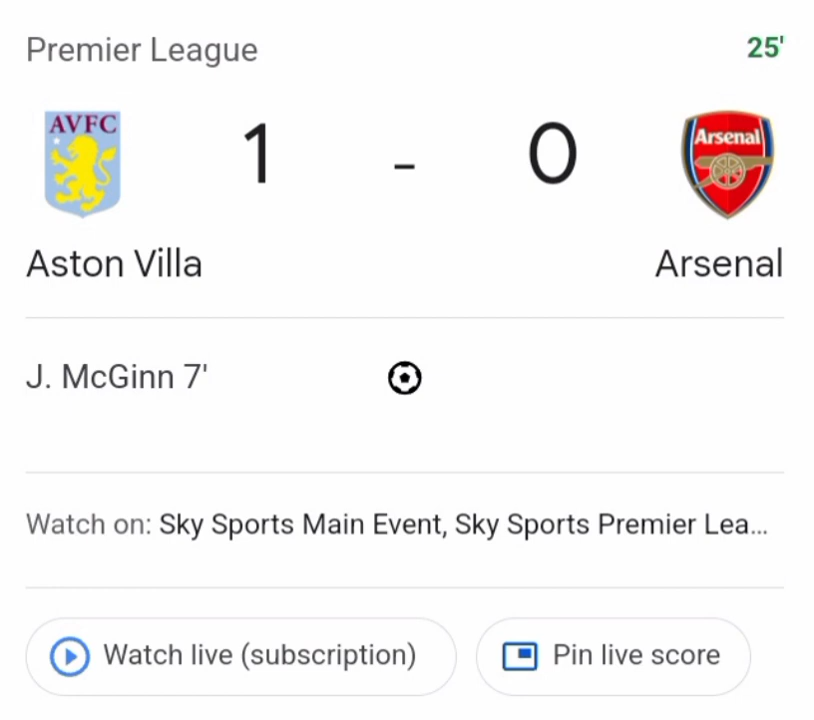 Premier League 25'
AVFC
1 - 0
Arsenal
Aston Villa Arsenal
J. McGinn 7'
Watch on: Sky Sports Main Event, Sky Sports Premier Lea...
Watch live (subscription) Pin live score